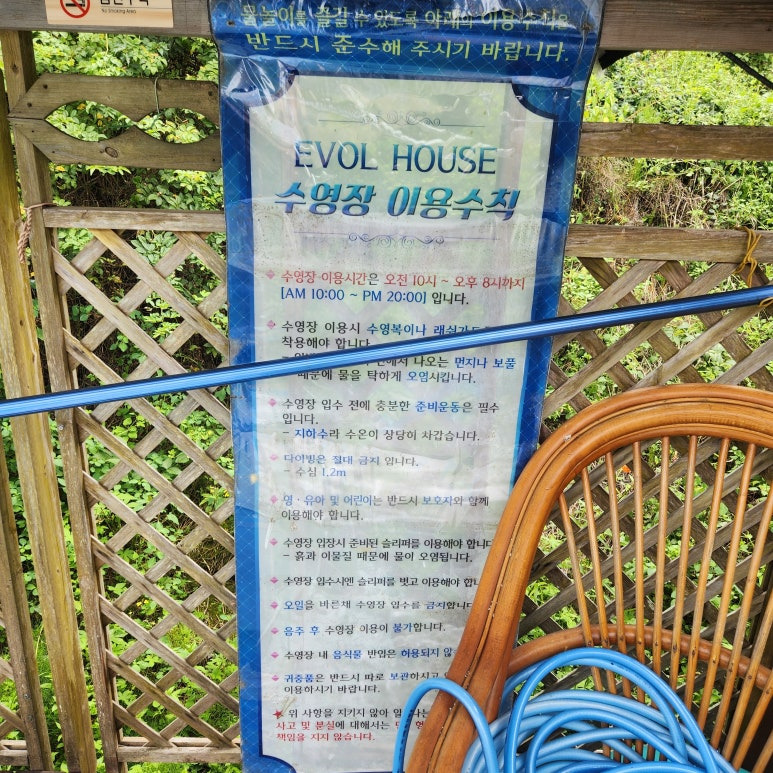 No Smoking Area
물놀이를 즐길 수 있도록 아래의 이용수칙을
반드시 준수해 주시기 바랍니다.
EVOL HOUSE
수영장 이용수칙
수영장 이용시간은 오전 10시 ~ 오후 8시까지
[AM 10:00 ~ PM 20:00] 입니다.
수영장 이용시 수영복이나 래쉬가드
착용해야 합니다.
에서 나오는 먼지나 보풀
때문에 물을 탁하게 오염시킵니다.
수영장 입수 전에 충분한 준비운동은 필수
입니다.
- 지하수라 수온이 상당히 차갑습니다.
다이빙은 절대 금지 입니다.
- 수심 1.2m
영·유아 및 어린이는 반드시 보호자와 함께
이용해야 합니다.
수영장 입장시 준비된 슬리퍼를 이용해야 합니다
- 흙과 이물질 때문에 물이 오염됩니다.
수영장 입수시엔 슬리퍼를 벗고 이용해야
오일을 바른채 수영장 입수를 금지합니다
음주 후 수영장 이용이 불가합니다.
수영장 내 음식물 반입은 허용되지
귀중품은 반드시 따로 보관하시고
이용하시기 바랍니다.
★ 위 사항을 지키지 않아
사고 및 분실에 대해서는
책임을 지지 않습니다.